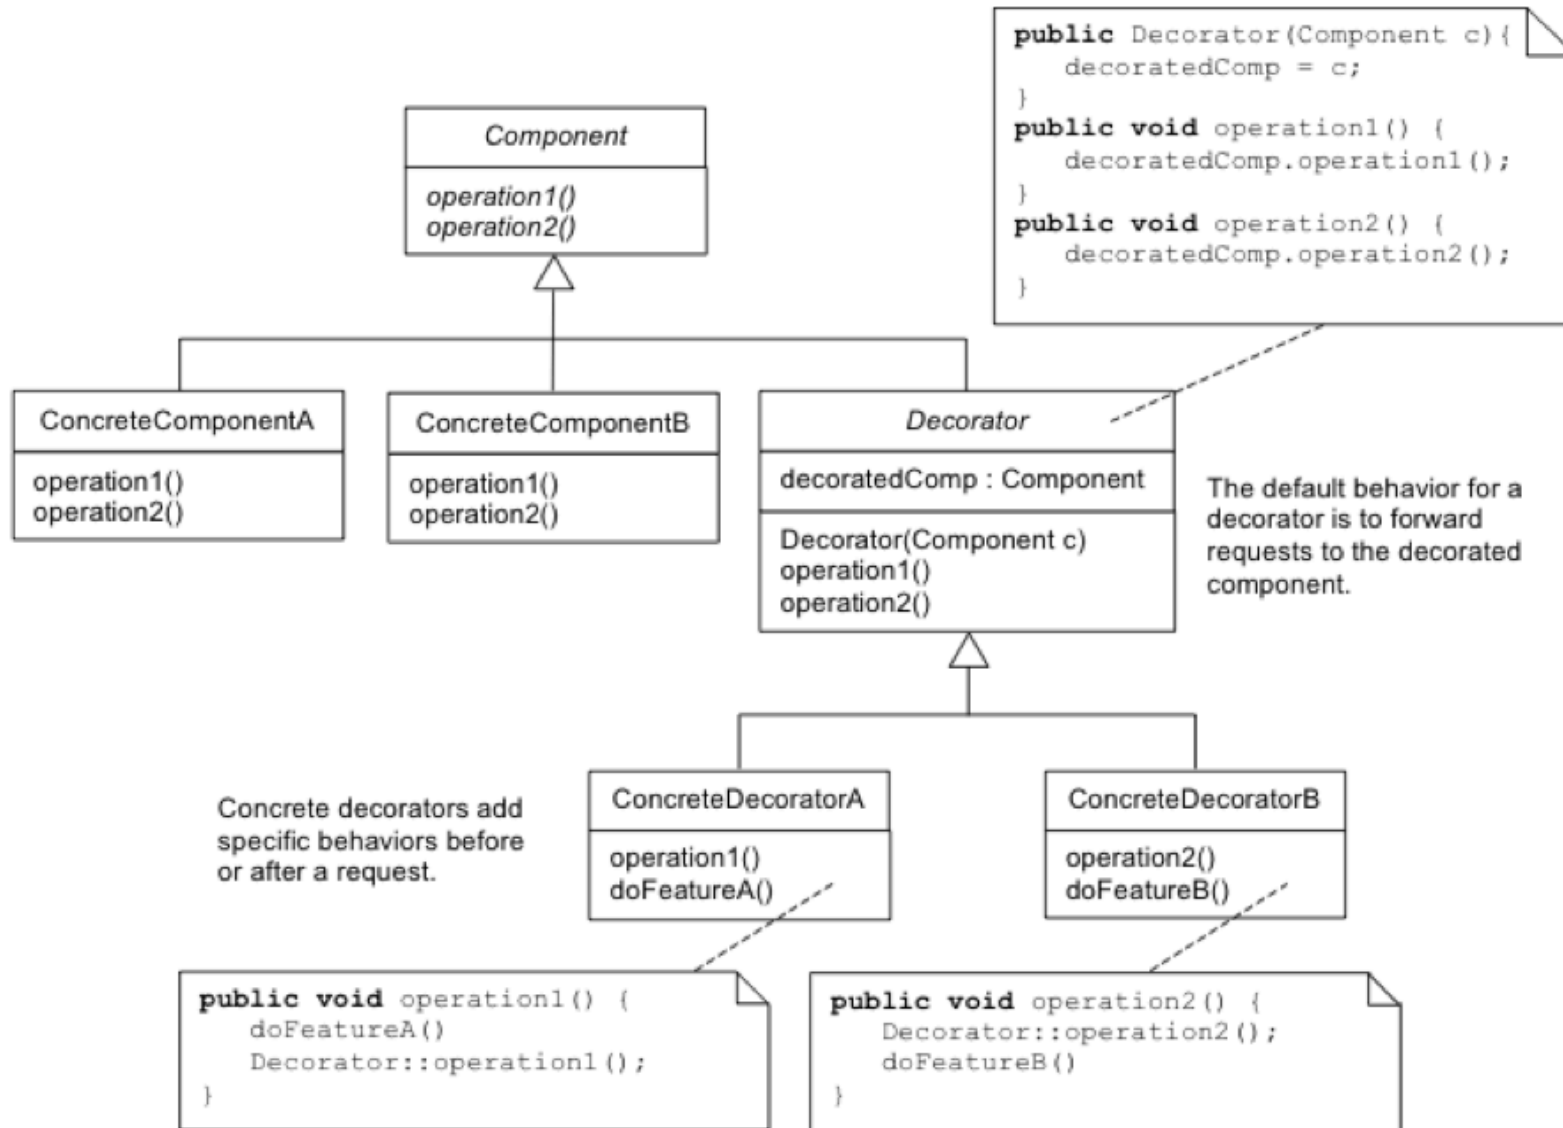 public Decorator(Component c){
decoratedComp = c;
}
public void operation1() {
decoratedComp.operation1();
}
public void operation2() {
decoratedComp.operation2();
}
Component
operation1()
operation2()
ConcreteComponentA
operation1()
operation2()
ConcreteComponentB
operation1()
operation2()
Decorator
decoratedComp : Component
Decorator(Component c)
operation1()
operation2()
The default behavior for a
decorator is to forward
requests to the decorated
component.
Concrete decorators add
specific behaviors before
or after a request.
ConcreteDecoratorA
operation1()
doFeatureA()
ConcreteDecoratorB
operation2()
doFeatureB()
public void operation1() {
doFeatureA()
Decorator::operation1();
}
public void operation2() {
Decorator::operation2();
doFeatureB()
}